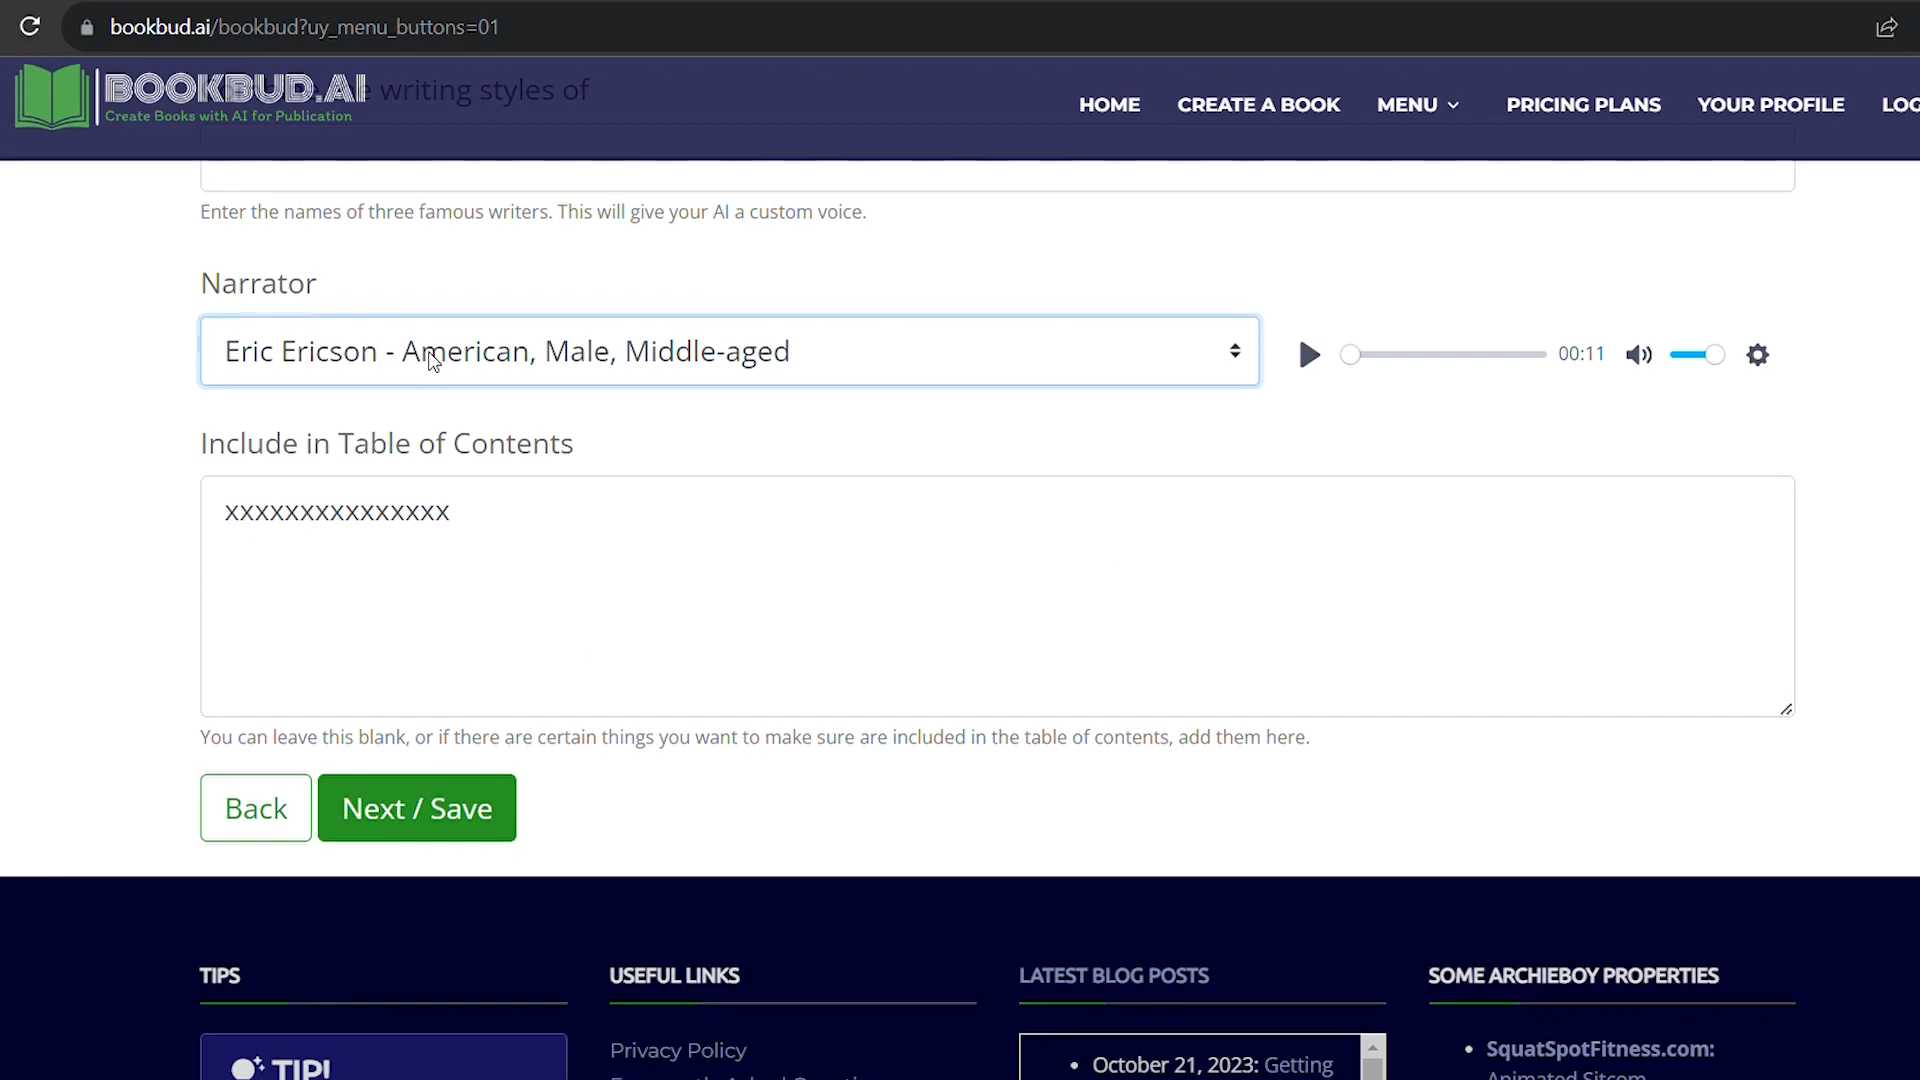 bookbud.ai/bookbud?uy_menu_buttons=01
BOOKBUD.AI
writing styles of
Create Books with AI for Publication
HOME
CREATE A BOOK
MENU
PRICING PLANS
YOUR PROFILE
LOG
Enter the names of three famous writers. This will give your AI a custom voice.
Narrator
Eric Ericson - American, Male, Middle-aged
00:11
Include in Table of Contents
xxxxxxxxxxxxxxx
You can leave this blank, or if there are certain things you want to make sure are included in the table of contents, add them here.
Back
Next / Save
TIPS
USEFUL LINKS
LATEST BLOG POSTS
SOME ARCHIEBOY PROPERTIES
TIP!
Privacy Policy
October 21, 2023: Getting
SquatSpotFitness.com:
Animated Sitcom